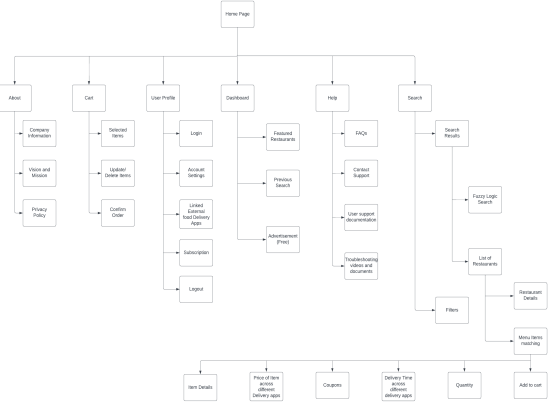 Home Page
About
Cart
User Profile
Dashboard
Help
Search
Company
Information
Vision and
Mission
Privacy
Policy
Selected
Items
Update/
Delete Items
Confirm
Order
Login
Account
Settings
Linked
External
food Delivery
Apps
Subscription
Logout
Featured
Restaurants
Previous
Search
Advertisement
(Free)
FAQs
Contact
Support
User support
documentation
Troubleshooting
videos and
documents
Search
Results
Fuzzy Logic
Search
List of
Restaurants
Restaurant
Details
Filters
Menu Items
matching
Item Details
Price of Item
across
different
Delivery apps
Coupons
Delivery Time
across
different
delivery apps
Quantity
Add to cart